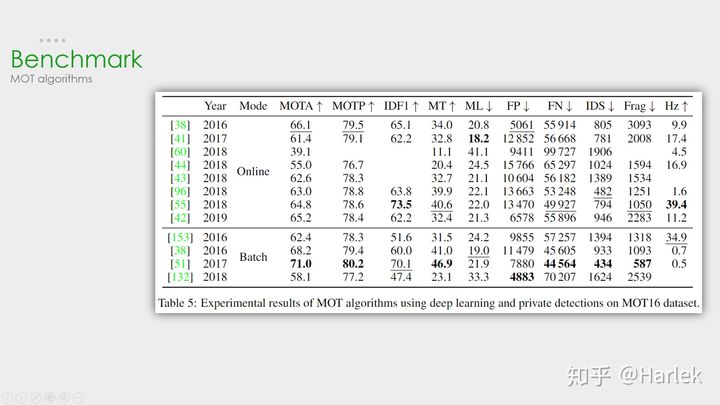 Benchmark
MOT algorithms
Year Mode MOTA ↑ MOTP ↑ IDF1 ↑ MT ↑ ML ↓ FP ↓ FN ↓ IDS ↓ Frag ↓ Hz ↑
[38] 2016 66.1 79.5 65.1 34.0 20.8 5061 55 914 805 3093 9.9
[41] 2017 61.4 79.1 62.2 32.8 18.2 12 852 56 668 781 2008 17.4
[60] 2018 39.1 11.1 41.1 9411 99 727 1906 4.5
[44] 2018 Online 55.0 76.7 20.4 24.5 15 766 65 297 1024 1594 16.9
[43] 2018 62.6 78.3 32.7 21.1 10 604 56 182 1389 1534
[96] 2018 63.0 78.8 63.8 39.9 22.1 13 663 53 248 482 1251 1.6
[55] 2018 64.8 78.6 73.5 40.6 22.0 13 470 49 927 794 1050 39.4
[42] 2019 65.2 78.4 62.2 32.4 21.3 6578 55 896 946 2283 11.2
[153] 2016 62.4 78.3 51.6 31.5 24.2 9855 57 257 1394 1318 34.9
[38] 2016 Batch 68.2 79.4 60.0 41.0 19.0 11 479 45 605 933 1093 0.7
[51] 2017 71.0 80.2 70.1 46.9 21.9 7880 44 564 434 587 0.5
[132] 2018 58.1 77.2 47.4 23.1 33.3 4883 70 207 1624 2539
Table 5: Experimental results of MOT algorithms using deep learning and private detections on MOT16 dataset.
知乎 @Harlek